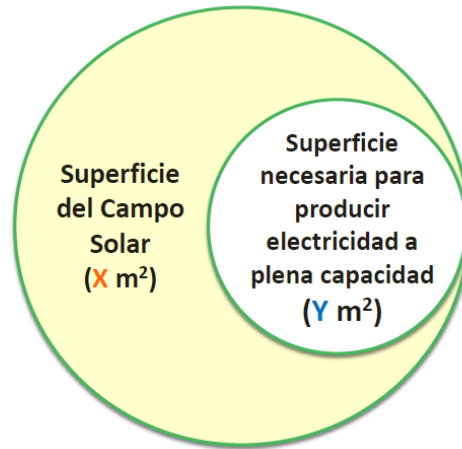 Superficie
del Campo
Solar
(X m²)
Superficie
necesaria para
producir
electricidad a
plena capacidad
(Y m²)